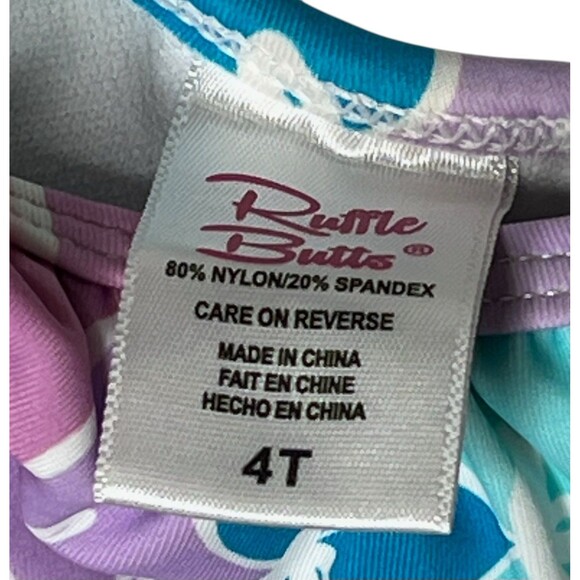 Ruffle
Butts®
80% NYLON/20% SPANDEX
CARE ON REVERSE
MADE IN CHINA
FAIT EN CHINE
HECHO EN CHINA
4T